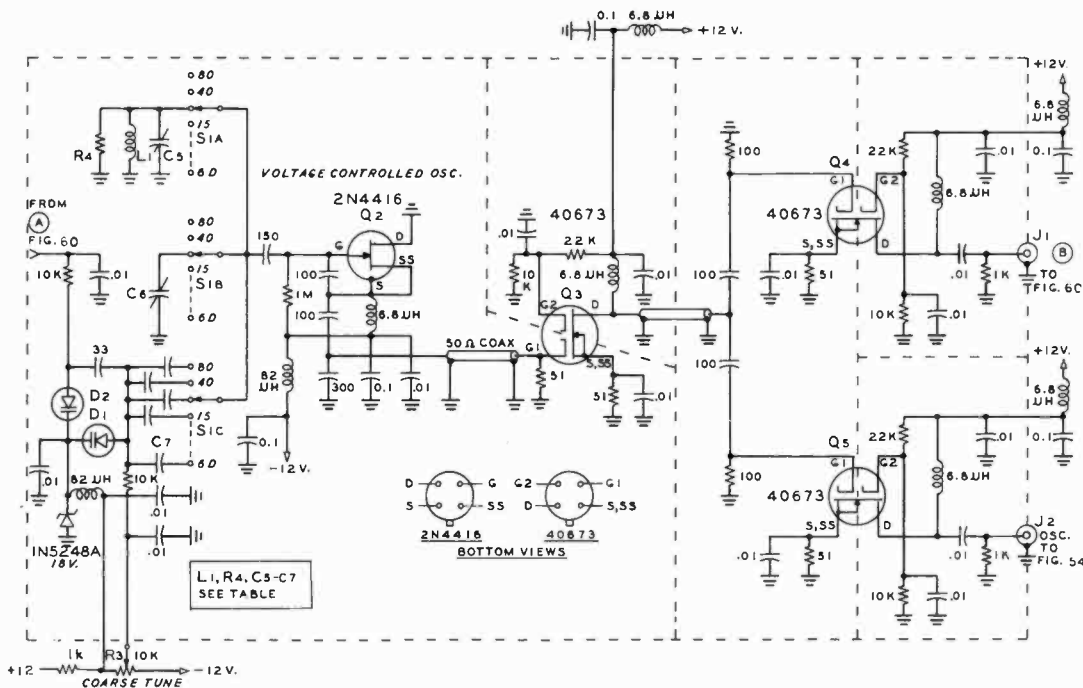 0.1 6.8 µH
+12 V.
80
40
15
S1A
6D
R4
L1
C5
FROM
A
FIG. 60
10K
.01
80
40
15
S1B
6D
C6
VOLTAGE CONTROLLED OSC.
2N4416
Q2
G
D
SS
S
150
100
1M
100
6.8 µH
82
µH
300
0.1
.01
0.1
-12V.
50Ω COAX
33
80
40
15
S1C
6D
D2
D1
C7
.01
82 µH
10K
.01
.01
1N5248A
18V.
L1, R4, C5-C7
SEE TABLE
+12
1k
R3
10K
-12V.
COARSE TUNE
40673
.01
22K
10
K
6.8 µH
.01
Q3
G2
D
G1
S,SS
51
51
.01
D
G
S
SS
2N4416
G2
G1
D
S,SS
40673
BOTTOM VIEWS
100
100
100
100
Q4
G1
G2
40673
S,SS
D
.01
51
22K
6.8 µH
.01
+12V.
6.8
µH
0.1
10K
.01
.01
1K
J1
B
TO
FIG. 60
Q5
G1
G2
40673
S,SS
D
.01
51
22K
6.8 µH
.01
+12V.
6.8
µH
0.1
10K
.01
.01
1K
J2
OSC.
TO
FIG. 54